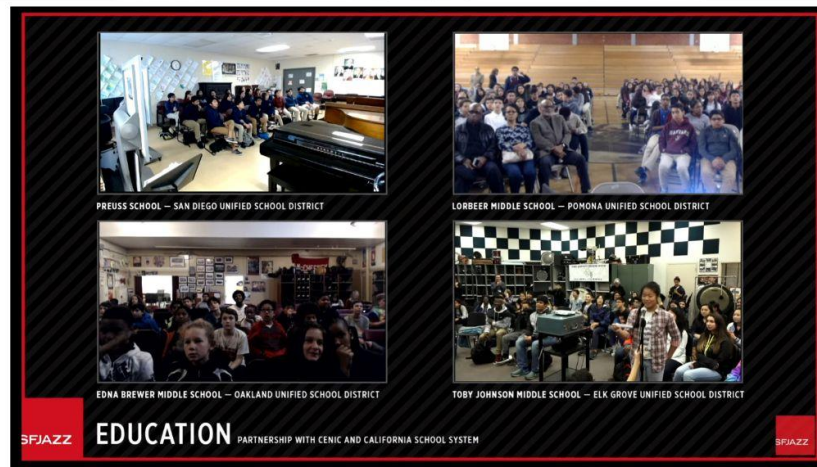 PREUSS SCHOOL — SAN DIEGO UNIFIED SCHOOL DISTRICT
LORBEER MIDDLE SCHOOL — POMONA UNIFIED SCHOOL DISTRICT
EDNA BREWER MIDDLE SCHOOL — OAKLAND UNIFIED SCHOOL DISTRICT
TOBY JOHNSON MIDDLE SCHOOL — ELK GROVE UNIFIED SCHOOL DISTRICT
SFJAZZ
EDUCATION PARTNERSHIP WITH CENIC AND CALIFORNIA SCHOOL SYSTEM
SFJAZZ